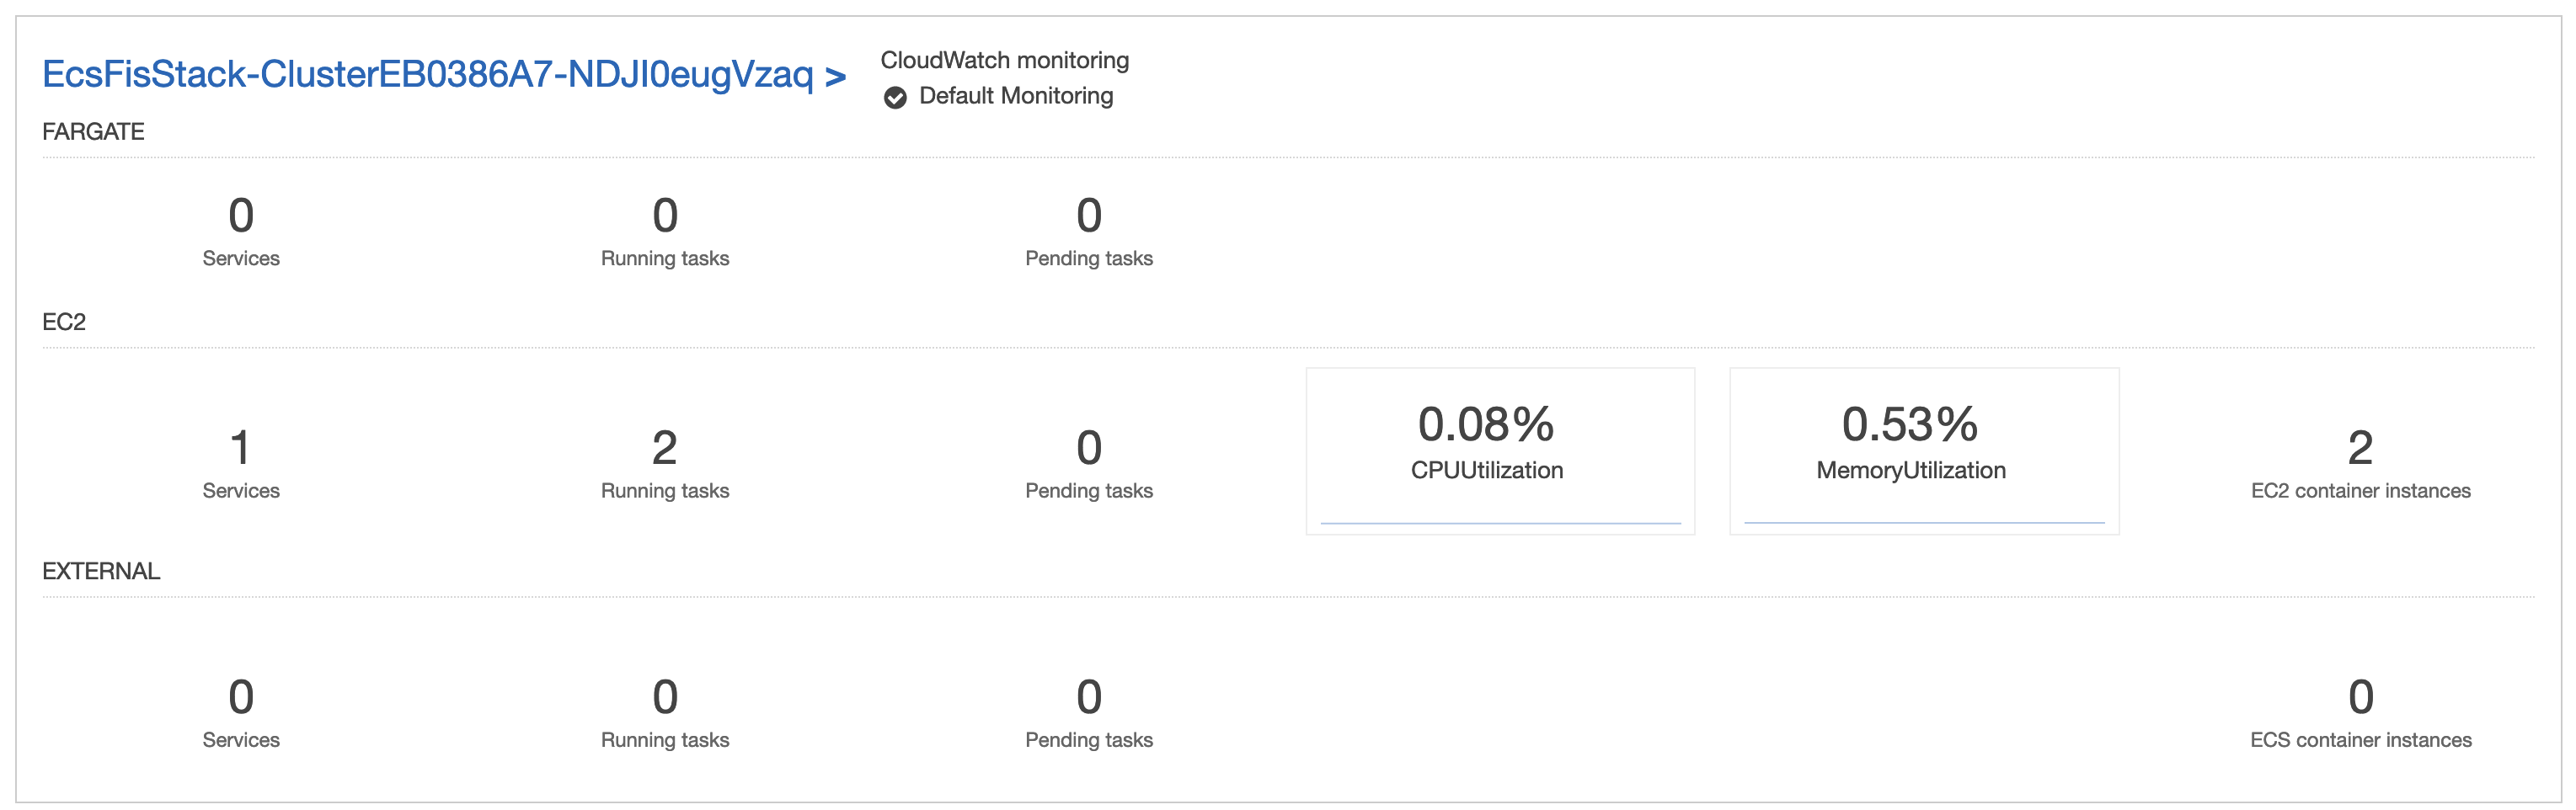 EcsFisStack-ClusterEB0386A7-NDJI0eugVzaq >
CloudWatch monitoring
Default Monitoring
FARGATE
0 0 0
Services Running tasks Pending tasks
EC2
1 2 0 0.08% 0.53% 2
Services Running tasks Pending tasks CPUUtilization MemoryUtilization EC2 container instances
EXTERNAL
0 0 0 0
Services Running tasks Pending tasks ECS container instances